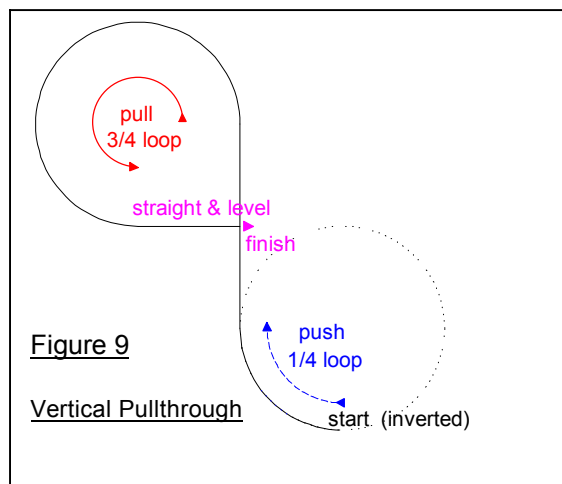 pull
3/4 loop
straight & level
finish
push
1/4 loop
Figure 9
Vertical Pullthrough
start (inverted)